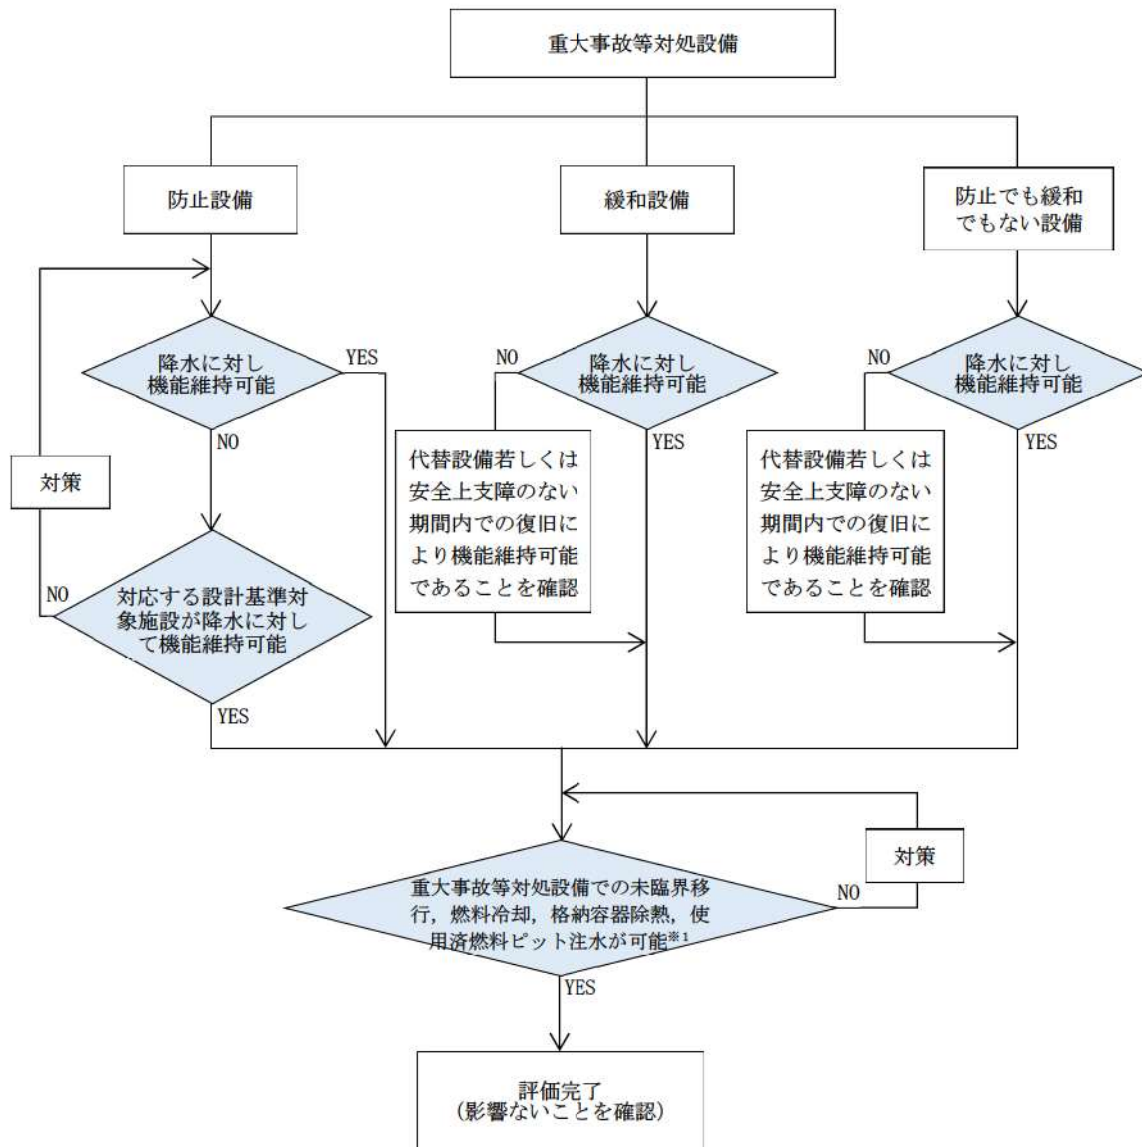 重大事故等対処設備
防止設備
緩和設備
防止でも緩和
でもない設備
降水に対し
機能維持可能
YES
NO
降水に対し
機能維持可能
NO
YES
降水に対し
機能維持可能
NO
YES
対策
代替設備若しくは
安全上支障のない
期間内での復旧に
より機能維持可能
であることを確認
代替設備若しくは
安全上支障のない
期間内での復旧に
より機能維持可能
であることを確認
NO
対応する設計基準対
象施設が降水に対し
て機能維持可能
YES
対策
重大事故等対処設備での未臨界移
行，燃料冷却，格納容器除熱，使
用済燃料ピット注水が可能※1
NO
YES
評価完了
（影響ないことを確認）